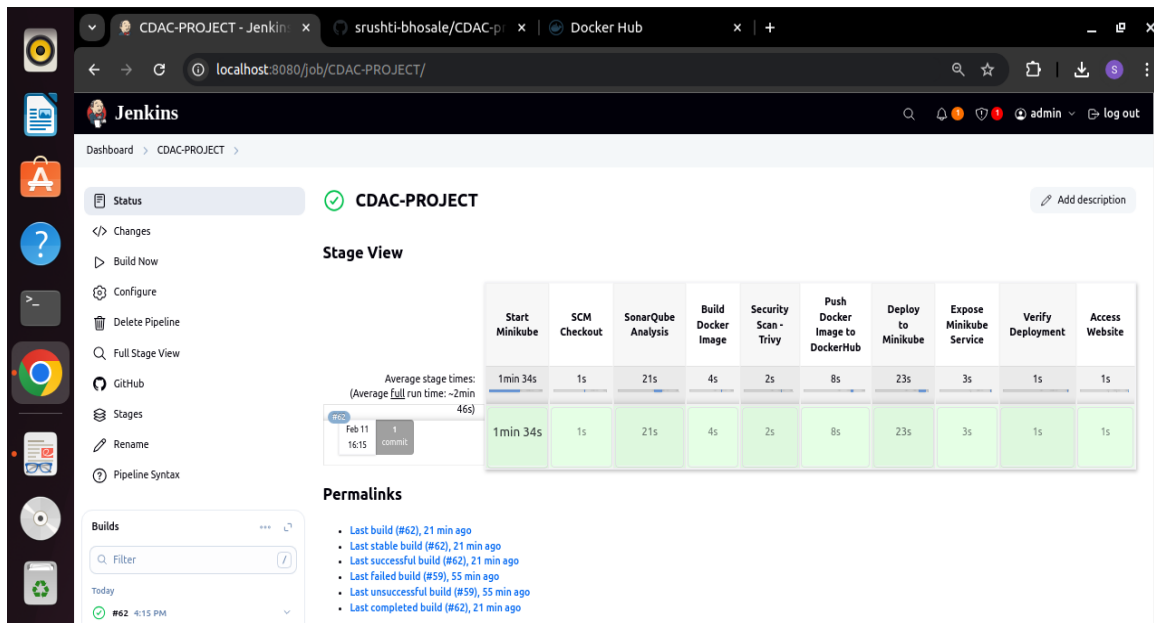 CDAC-PROJECT - Jenkins
srushti-bhosale/CDAC-pr
Docker Hub
localhost:8080/job/CDAC-PROJECT/
S
Jenkins
1
1
admin
log out
Dashboard > CDAC-PROJECT >
Status
Changes
Build Now
Configure
Delete Pipeline
Full Stage View
GitHub
Stages
Rename
Pipeline Syntax
Builds
Filter
/
Today
#62 4:15 PM
CDAC-PROJECT
Add description
Stage View
Start Minikube
SCM Checkout
SonarQube Analysis
Build Docker Image
Security Scan - Trivy
Push Docker Image to DockerHub
Deploy to Minikube
Expose Minikube Service
Verify Deployment
Access Website
Average stage times:
(Average full run time: ~2min
46s)
1min 34s 1s 21s 4s 2s 8s 23s 3s 1s 1s
#62
Feb 11
16:15
1
commit
1min 34s 1s 21s 4s 2s 8s 23s 3s 1s 1s
Permalinks
Last build (#62), 21 min ago
Last stable build (#62), 21 min ago
Last successful build (#62), 21 min ago
Last failed build (#59), 55 min ago
Last unsuccessful build (#59), 55 min ago
Last completed build (#62), 21 min ago